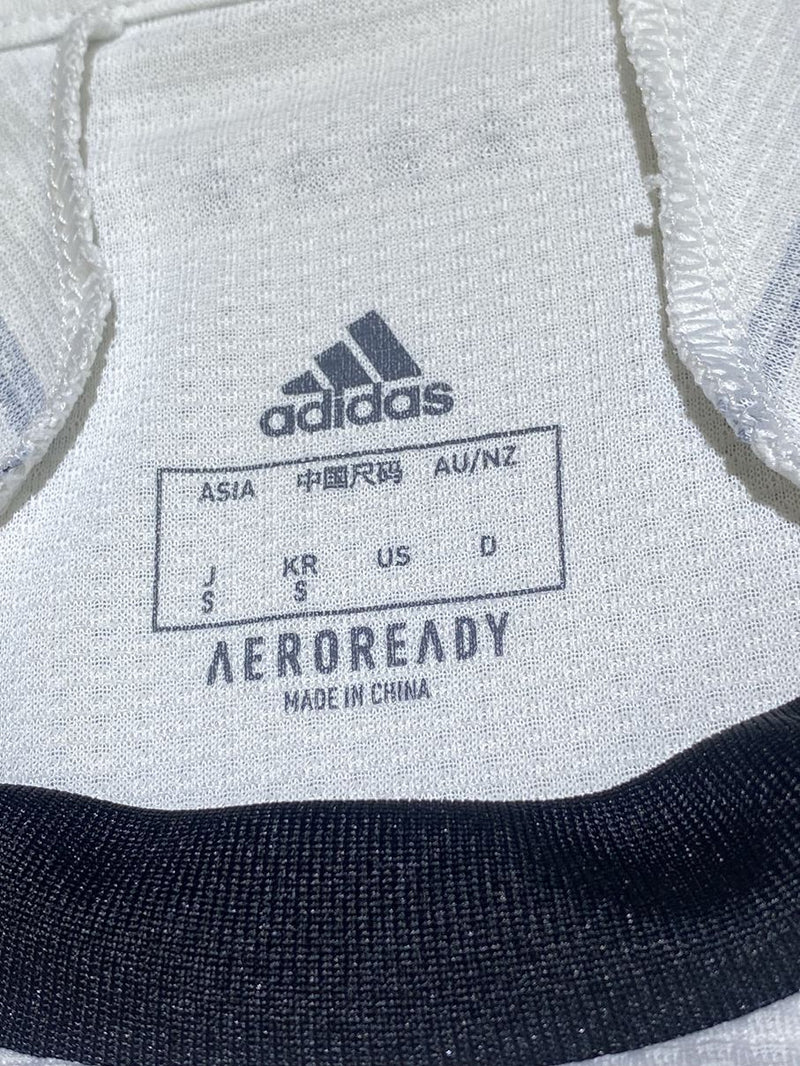 adidas
ASIA 中国尺码 AU/NZ
J KR US D
S S
AEROREADY
MADE IN CHINA